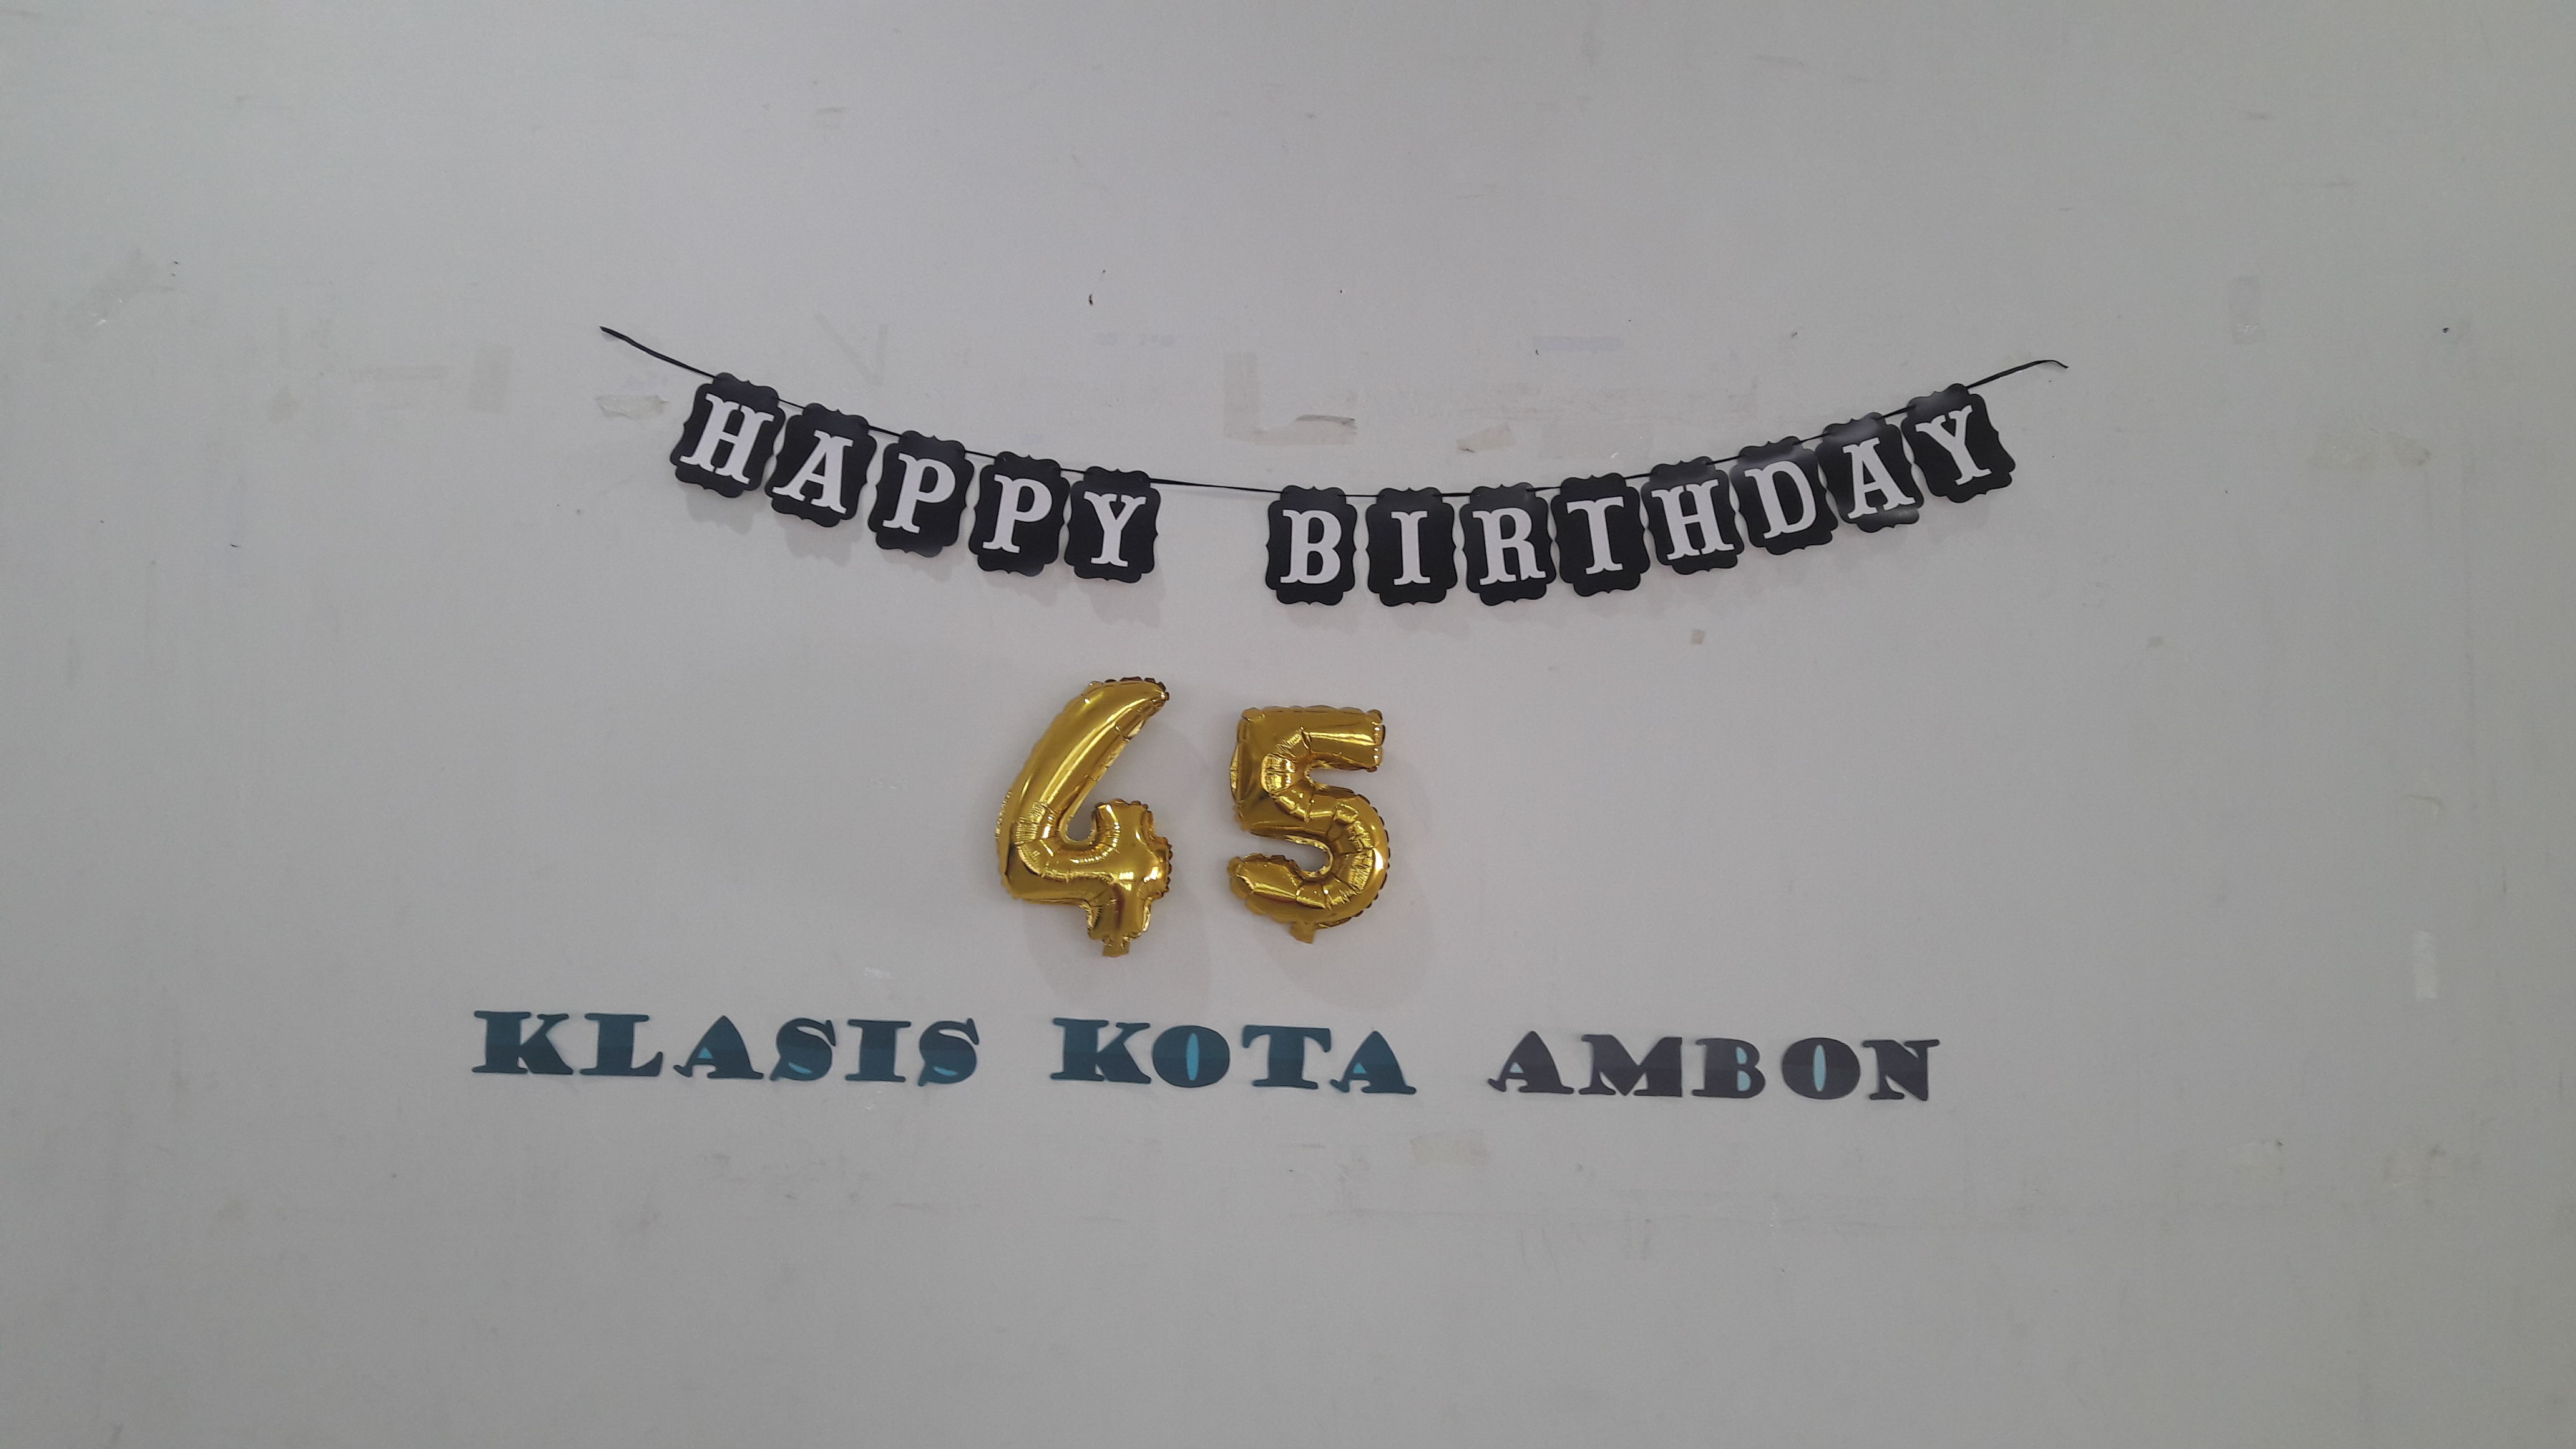 HAPPY BIRTHDAY
45
KLASIS KOTA AMBON